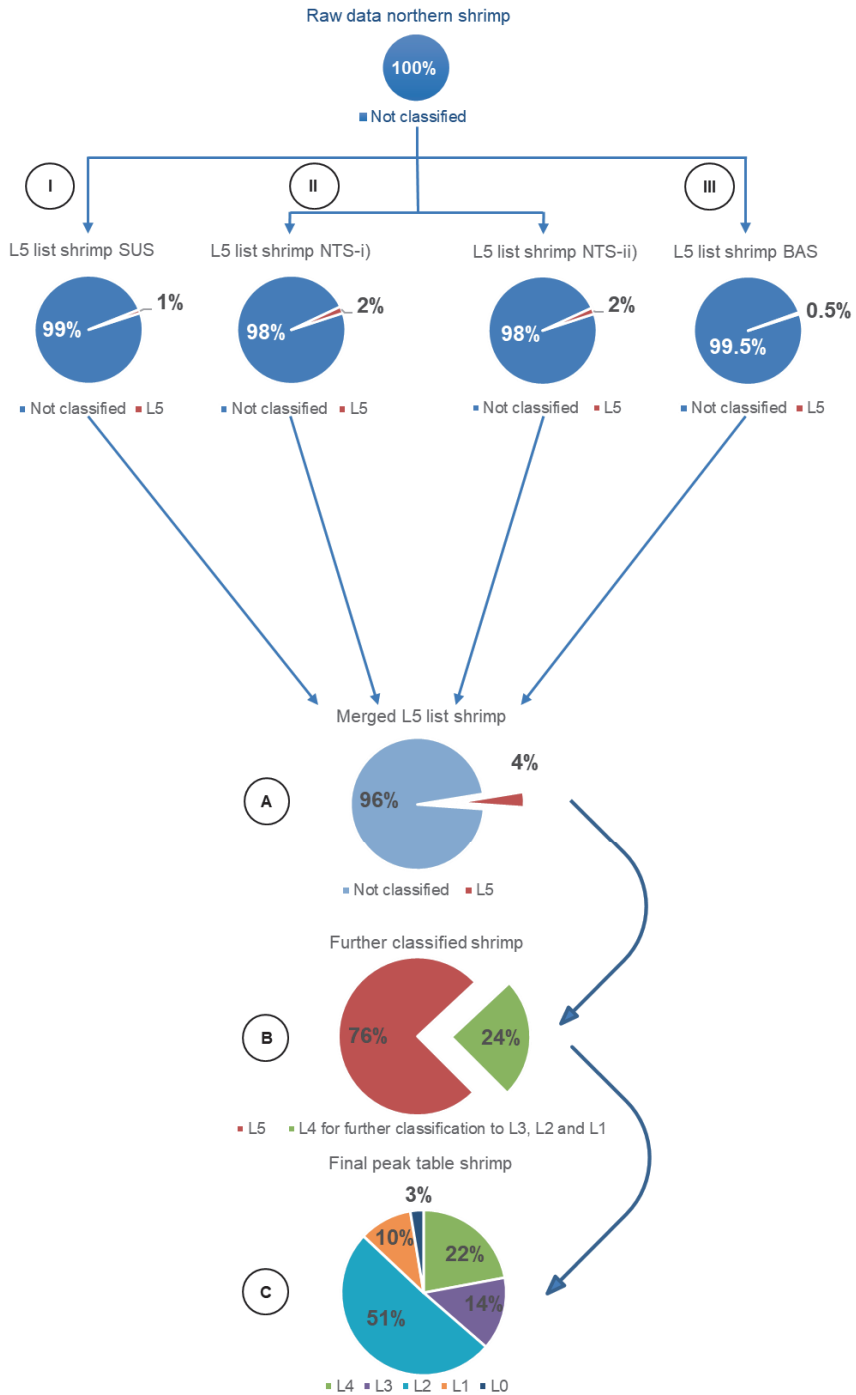 Raw data northern shrimp
100%
Not classified
I
II
III
L5 list shrimp SUS
L5 list shrimp NTS-i)
L5 list shrimp NTS-ii)
L5 list shrimp BAS
99%
1%
98%
2%
98%
2%
99.5%
0.5%
Not classified L5
Not classified L5
Not classified L5
Not classified L5
Merged L5 list shrimp
A
96%
4%
Not classified L5
Further classified shrimp
B
76%
24%
L5 L4 for further classification to L3, L2 and L1
Final peak table shrimp
C
3%
10%
22%
14%
51%
L4 L3 L2 L1 L0